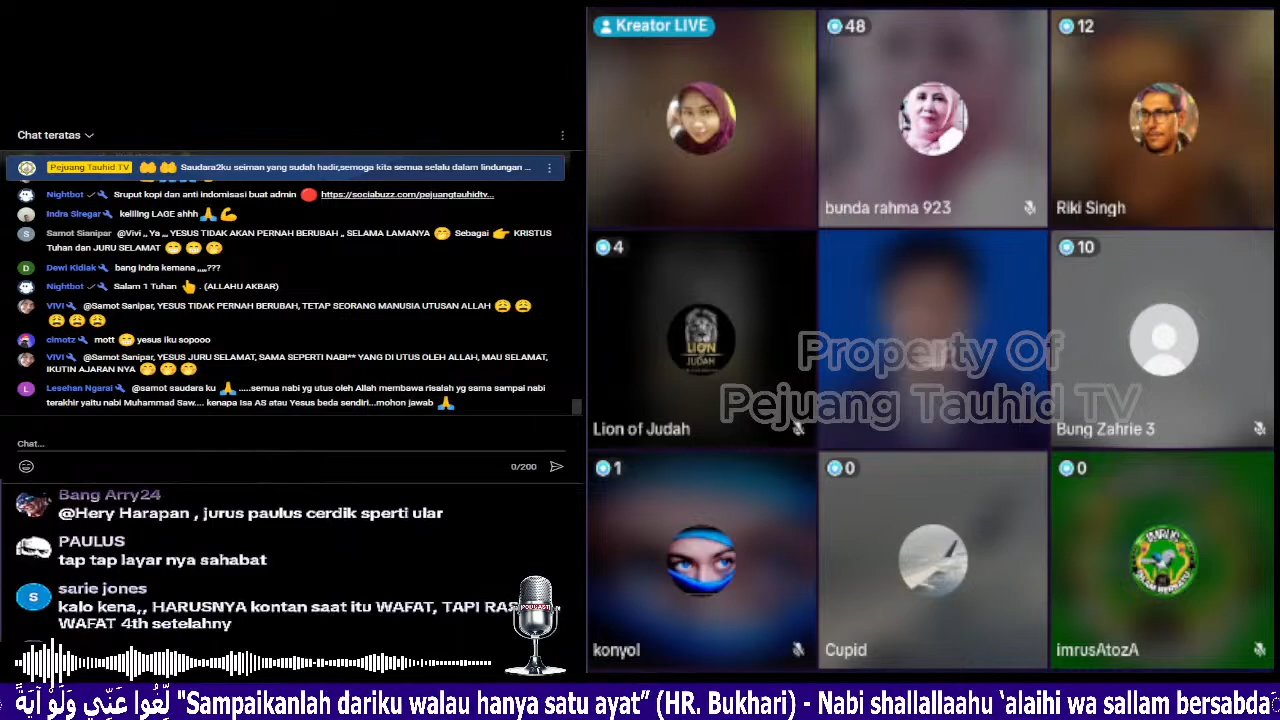 Chat teratas
Pejuang Tauhid TV Saudara2ku seiman yang sudah hadir,semoga kita semua selalu dalam lindungan ...
Nightbot Sruput kopi dan anti indomisasi buat admin https://sociabuzz.com/pejuangtauhidtv...
Indra Siregar keliling LAGE ahhh
Samot Sianipar @Vivi ,, Ya ,,, YESUS TIDAK AKAN PERNAH BERUBAH ,, SELAMA LAMANYA Sebagai KRISTUS
Tuhan dan JURU SELAMAT
Dewi Kidiak bang indra kemana ,,,,,???
Nightbot Salam 1 Tuhan . (ALLAHU AKBAR)
VIVI @Samot Sanipar, YESUS TIDAK PERNAH BERUBAH, TETAP SEORANG MANUSIA UTUSAN ALLAH
cimotz mott yesus iku sopooo
VIVI @Samot Sanipar, YESUS JURU SELAMAT, SAMA SEPERTI NABI** YANG DI UTUS OLEH ALLAH, MAU SELAMAT,
IKUTIN AJARAN NYA
Lesehan Ngarai @samot saudara ku .....semua nabi yg utus oleh Allah membawa risalah yg sama sampai nabi
terakhir yaitu nabi Muhammad Saw.... kenapa Isa AS atau Yesus beda sendiri...mohon jawab
Chat...
0/200
Bang Arry24
@Hery Harapan , jurus paulus cerdik sperti ular
PAULUS
tap tap layar nya sahabat
S sarie jones
kalo kena,, HARUSNYA kontan saat itu WAFAT, TAPI
WAFAT 4th setelahny
PODCAST
Kreator LIVE
48
bunda rahma 923
12
Riki Singh
4
LION
OF
JUDAH
Lion of Judah
Property Of
Pejuang Tauhid TV
10
Bung Zahrie 3
1
konyol
0
Cupid
0
imrusAtozA
لِّغُوا عَنِّي وَلَوْ آيَةً "Sampaikanlah dariku walau hanya satu ayat” (HR. Bukhari) - Nabi shallallaahu ‘alaihi wa sallam bersabda